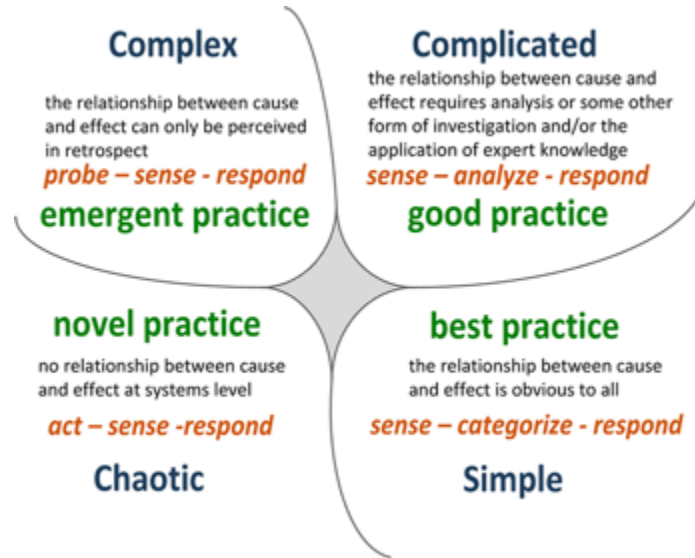 Complex
the relationship between cause
and effect can only be perceived
in retrospect
probe – sense - respond
emergent practice
Complicated
the relationship between cause and
effect requires analysis or some other
form of investigation and/or the
application of expert knowledge
sense – analyze - respond
good practice
novel practice
no relationship between cause
and effect at systems level
act – sense -respond
Chaotic
best practice
the relationship between cause
and effect is obvious to all
sense – categorize - respond
Simple